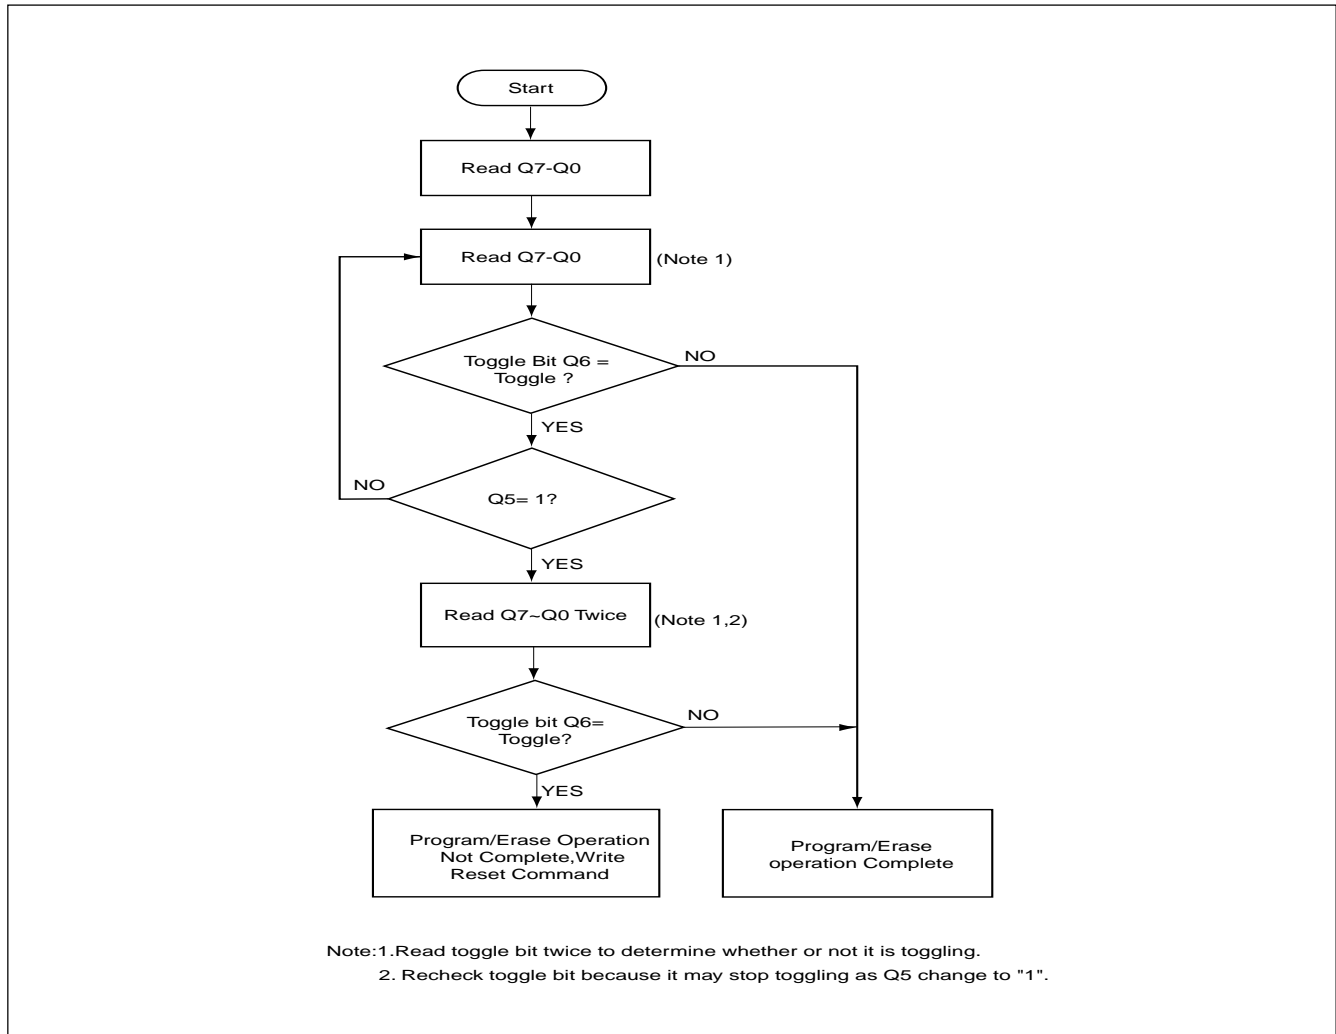 Start
Read Q7-Q0
Read Q7-Q0
(Note 1)
Toggle Bit Q6 =
Toggle ?
NO
YES
Q5= 1?
NO
YES
Read Q7~Q0 Twice
(Note 1,2)
Toggle bit Q6=
Toggle?
NO
YES
Program/Erase Operation
Not Complete,Write
Reset Command
Program/Erase
operation Complete
Note:1.Read toggle bit twice to determine whether or not it is toggling.
2. Recheck toggle bit because it may stop toggling as Q5 change to "1".